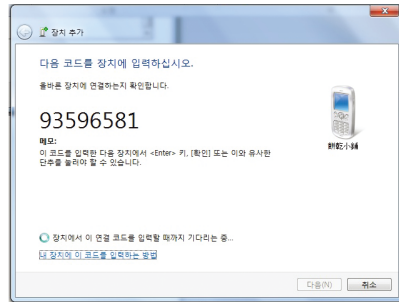 장치 추가
다음 코드를 장치에 입력하십시오.
올바른 장치에 연결하는지 확인합니다.
93596581
메모:
이 코드를 입력한 다음 장치에서 <Enter> 키, [확인] 또는 이와 유사한
단추를 눌러야 할 수 있습니다.
餅乾小鋪
장치에서 이 연결 코드를 입력할 때까지 기다리는 중...
내 장치에 이 코드를 입력하는 방법
다음(N)
취소